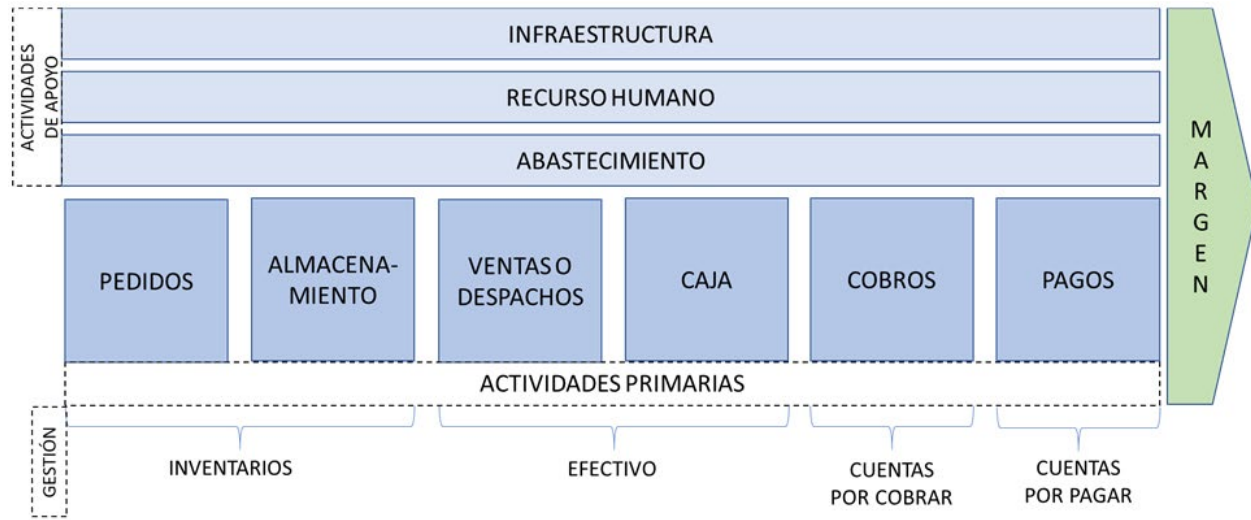 ACTIVIDADES
DE APOYO
INFRAESTRUCTURA
RECURSO HUMANO
ABASTECIMIENTO
PEDIDOS
ALMACENA-
MIENTO
VENTAS O
DESPACHOS
CAJA
COBROS
PAGOS
MARGEN
ACTIVIDADES PRIMARIAS
GESTIÓN
INVENTARIOS
EFECTIVO
CUENTAS
POR COBRAR
CUENTAS
POR PAGAR